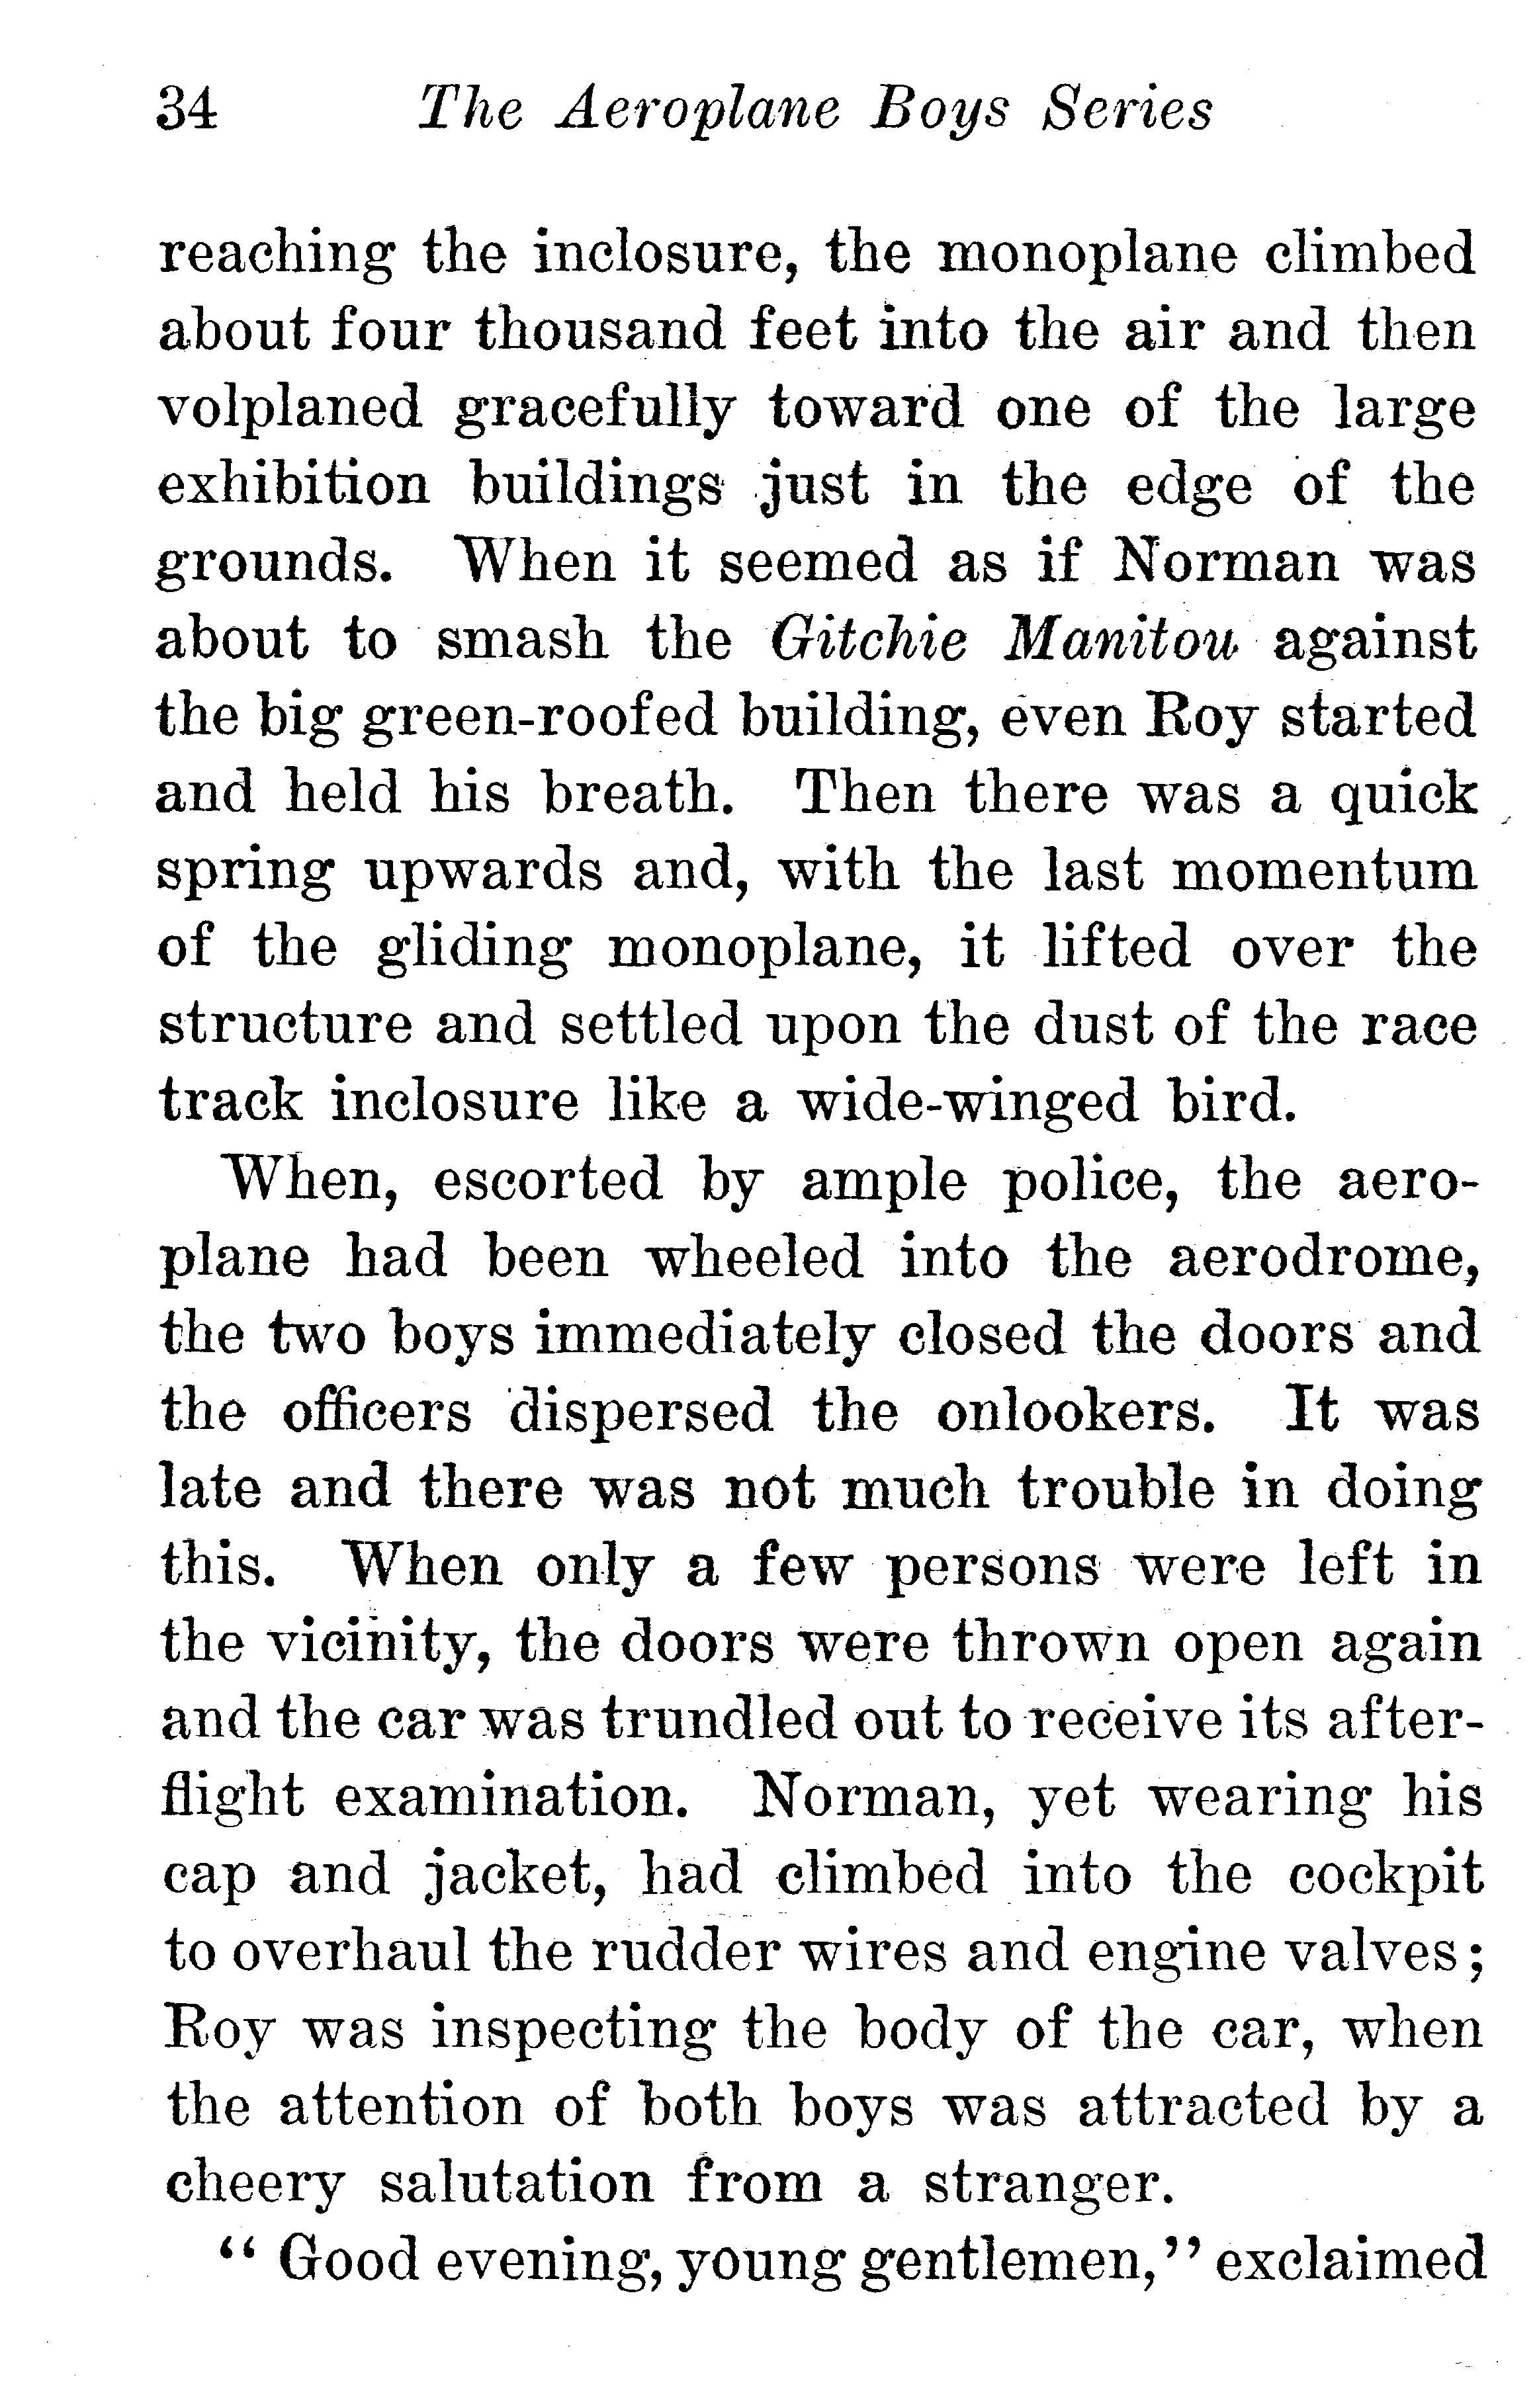 34 The Aeroplane Boys Series
reaching the inclosure, the monoplane climbed
about four thousand feet into the air and then
volplaned gracefully toward one of the large
exhibition buildings just in the edge of the
grounds. When it seemed as if Norman was
about to smash the Gitchie Manitou against
the big green-roofed building, even Roy started
and held his breath. Then there was a quick
spring upwards and, with the last momentum
of the gliding monoplane, it lifted over the
structure and settled upon the dust of the race
track inclosure like a wide-winged bird.
When, escorted by ample police, the aero-
plane had been wheeled into the aerodrome,
the two boys immediately closed the doors and
the officers dispersed the onlookers. It was
late and there was not much trouble in doing
this. When only a few persons were left in
the vicinity, the doors were thrown open again
and the car was trundled out to receive its after-
flight examination. Norman, yet wearing his
cap and jacket, had climbed into the cockpit
to overhaul the rudder wires and engine valves;
Roy was inspecting the body of the car, when
the attention of both boys was attracted by a
cheery salutation from a stranger.
“Good evening, young gentlemen,” exclaimed